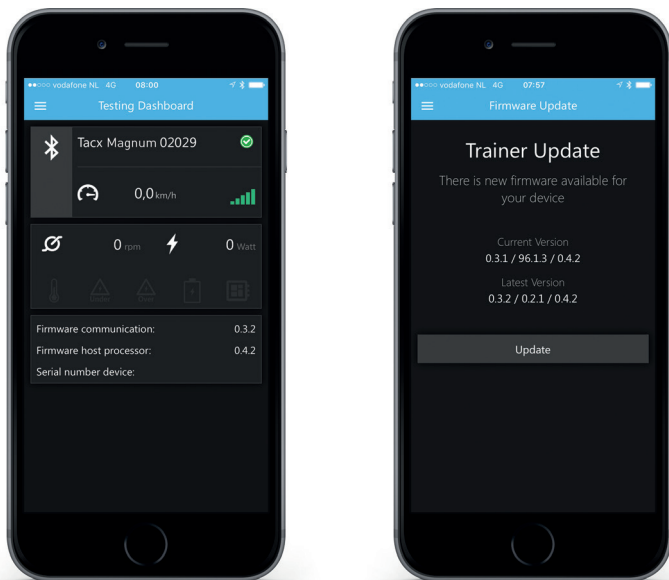 vodafone NL 4G 08:00
Testing Dashboard
Tacx Magnum 02029
0,0 km/h
0 rpm
0 Watt
Firmware communication: 0.3.2
Firmware host processor: 0.4.2
Serial number device:
vodafone NL 4G 07:57
Firmware Update
Trainer Update
There is new firmware available for
your device
Current Version
0.3.1 / 96.1.3 / 0.4.2
Latest Version
0.3.2 / 0.2.1 / 0.4.2
Update